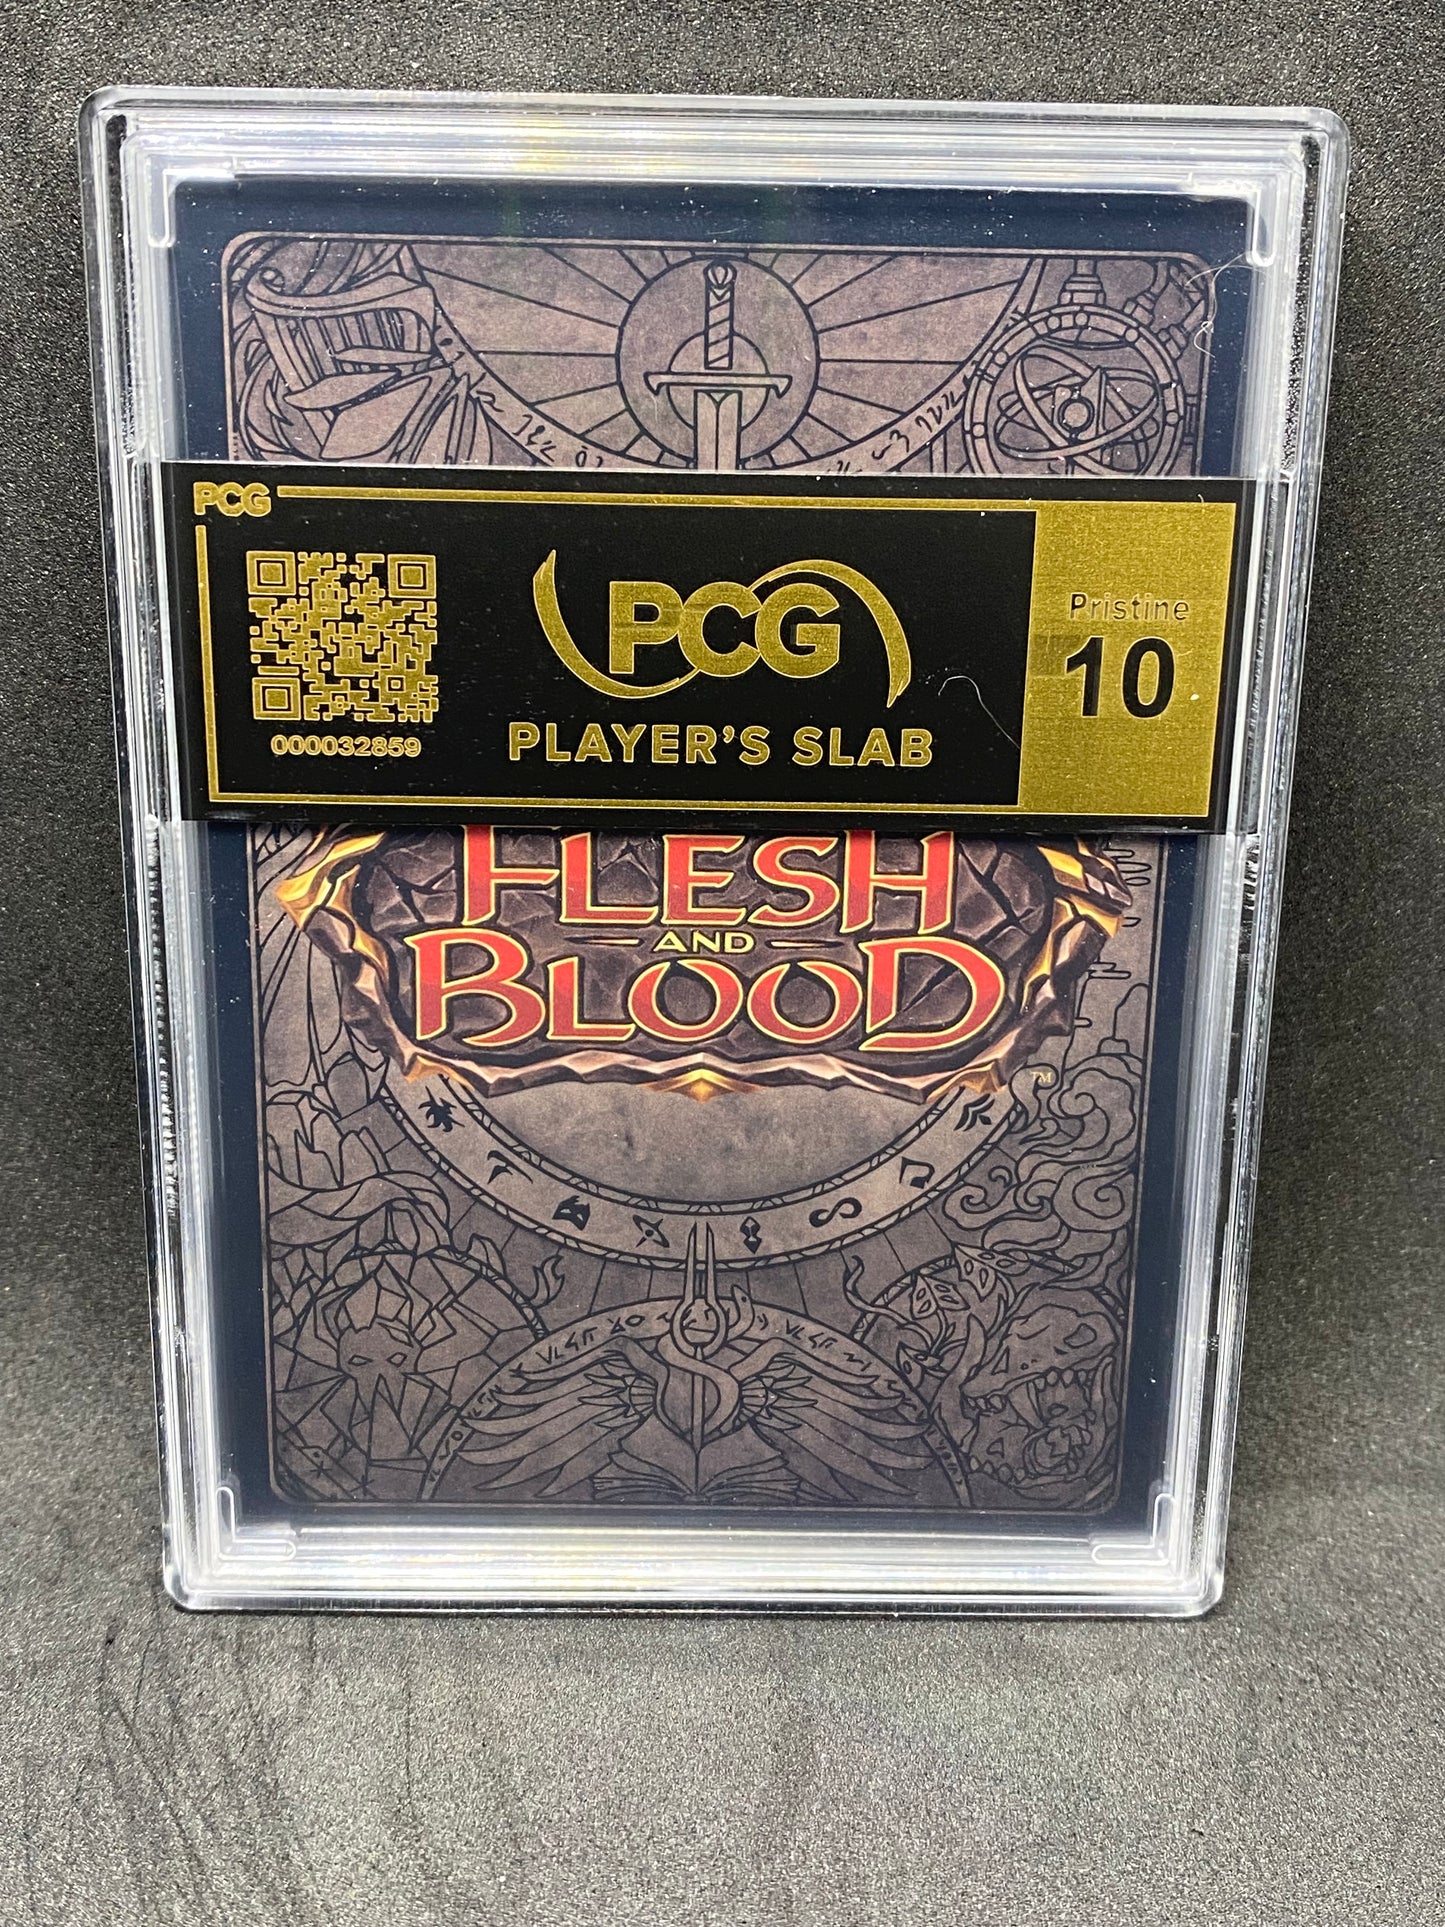 PCG
PCG
Pristine
10
000032859
PLAYER'S SLAB
FLESH
AND
BLOOD
TM